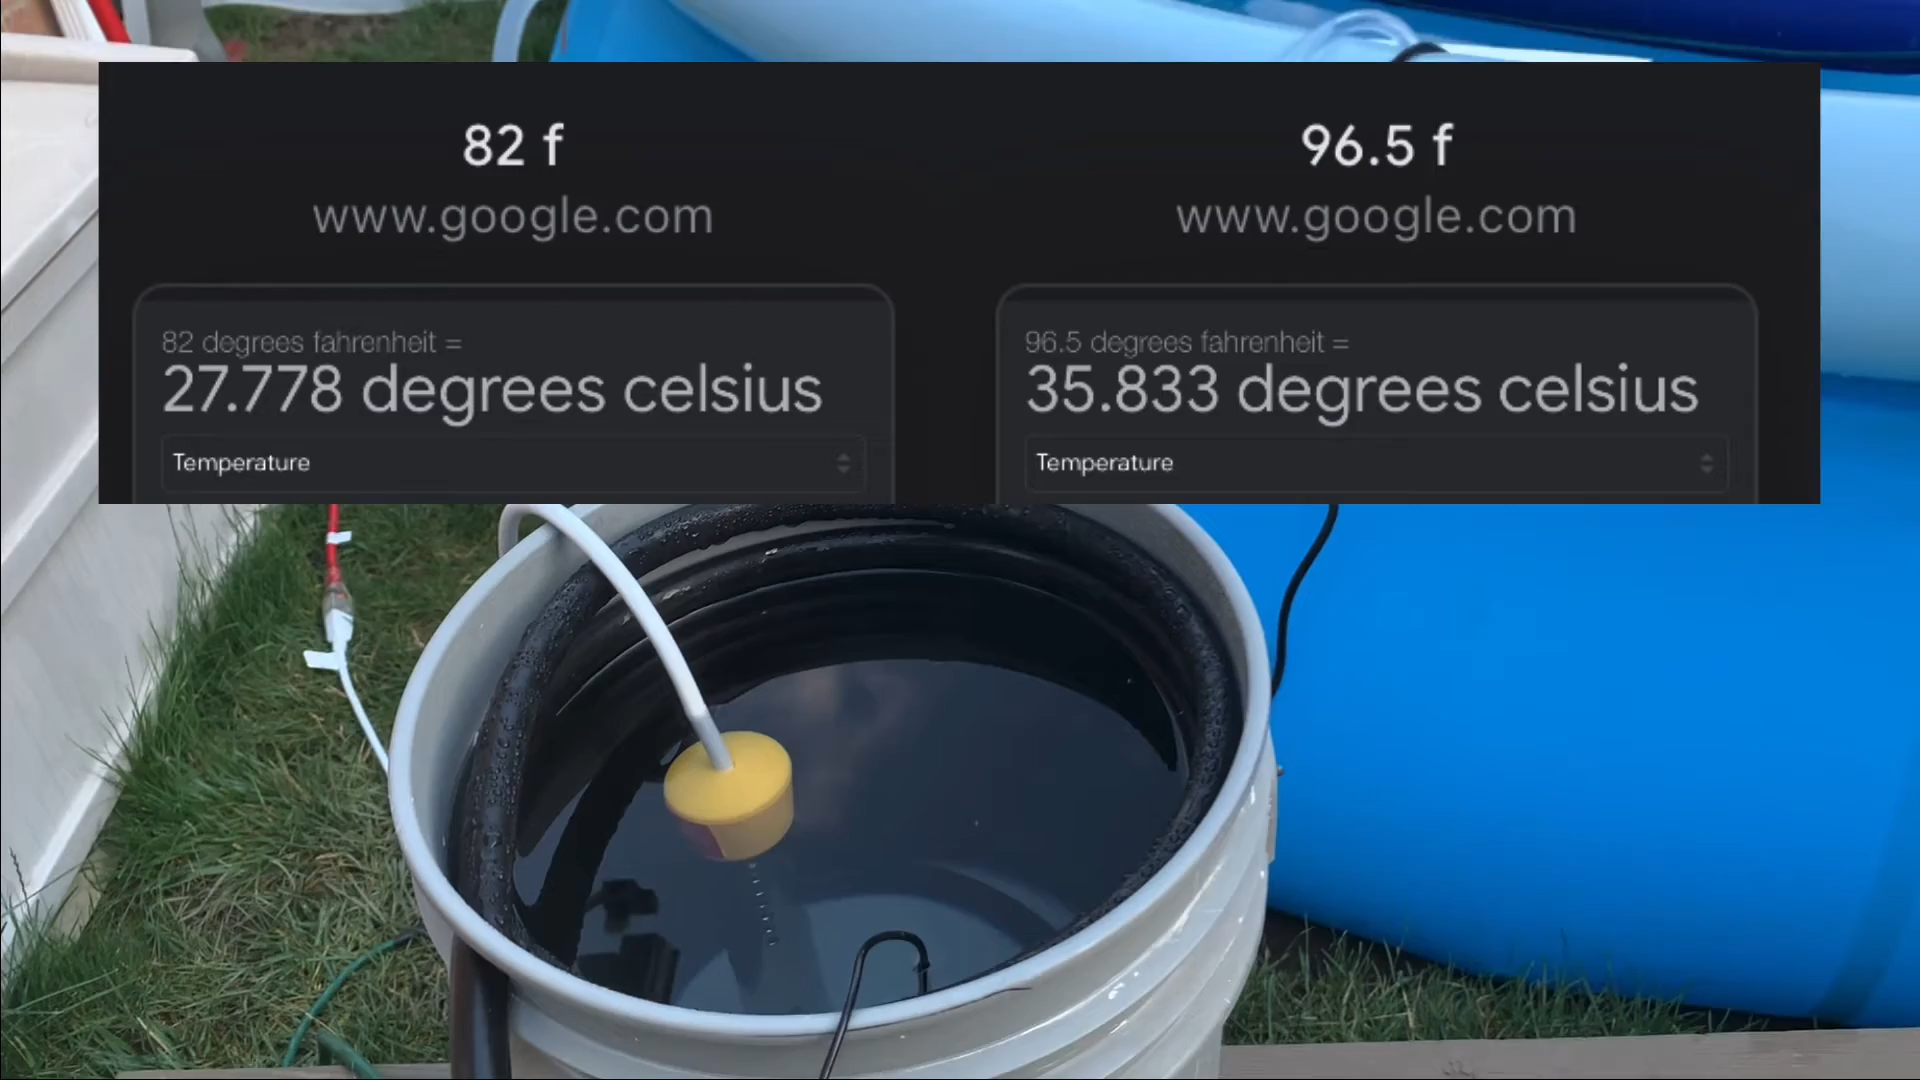 82 f
www.google.com
82 degrees fahrenheit =
27.778 degrees celsius
Temperature
96.5 f
www.google.com
96.5 degrees fahrenheit =
35.833 degrees celsius
Temperature